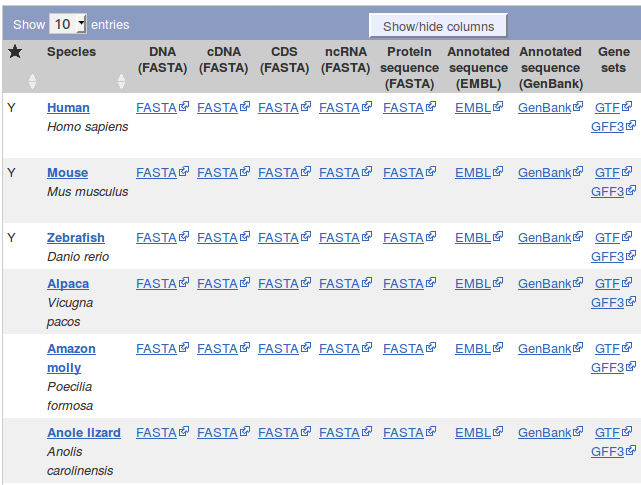 Show 10 entries Show/hide columns
Species DNA cDNA CDS ncRNA Protein Annotated Annotated Gene
(FASTA) (FASTA) (FASTA) (FASTA) sequence sequence sequence sets
(FASTA) (EMBL) (GenBank)
Y Human FASTA FASTA FASTA FASTA FASTA EMBL GenBank GTF
Homo sapiens GFF3
Y Mouse FASTA FASTA FASTA FASTA FASTA EMBL GenBank GTF
Mus musculus GFF3
Y Zebrafish FASTA FASTA FASTA FASTA FASTA EMBL GenBank GTF
Danio rerio GFF3
Alpaca FASTA FASTA FASTA FASTA FASTA EMBL GenBank GTF
Vicugna GFF3
pacos
Amazon FASTA FASTA FASTA FASTA FASTA EMBL GenBank GTF
molly GFF3
Poecilia
formosa
Anole lizard FASTA FASTA FASTA FASTA FASTA EMBL GenBank GTF
Anolis GFF3
carolinensis